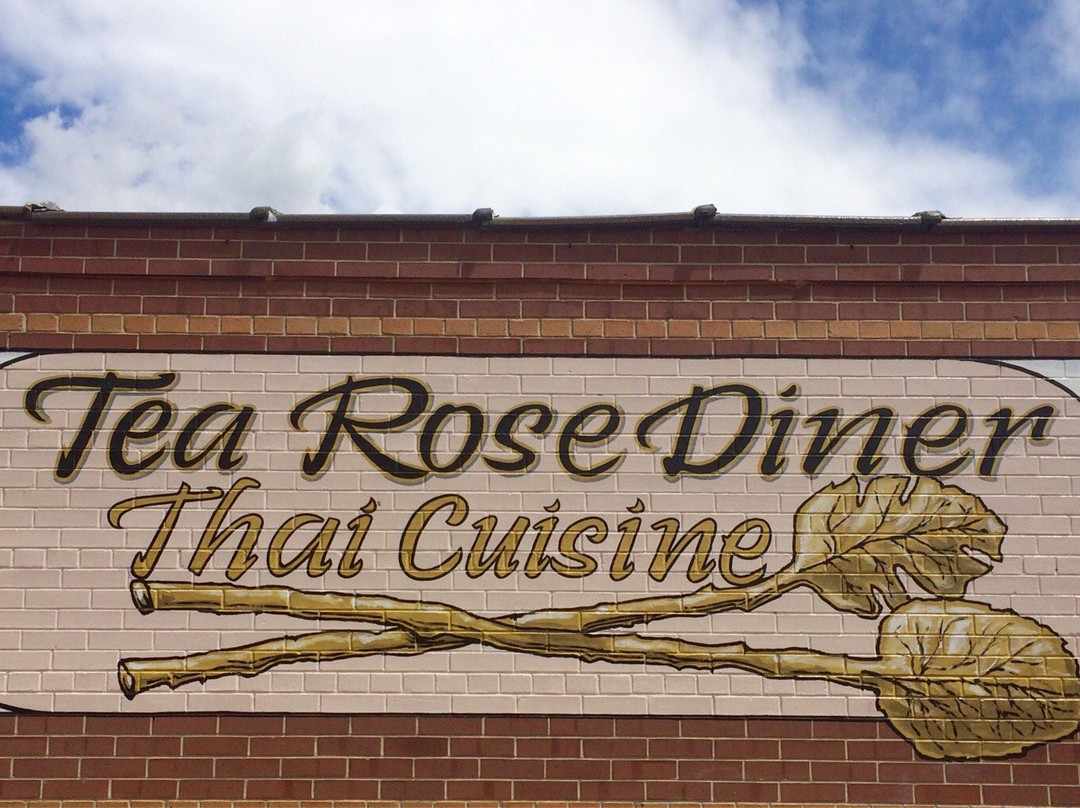 Tea Rose Diner
Thai Cuisine